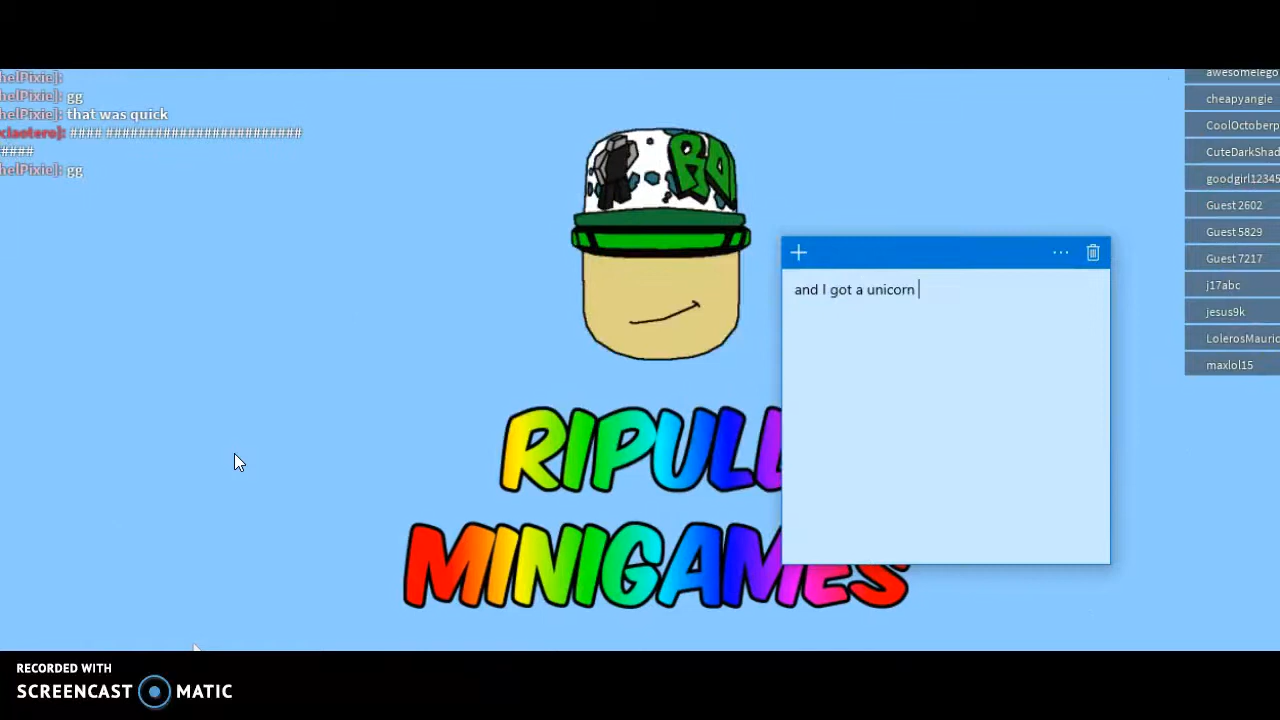 helPixie]:
helPixie]: gg
helPixie]: that was quick
ciaotero]: #### ########################
####
helPixie]: gg
RO
RIPULL
MINIGAMES
and I got a unicorn
awesomelego
cheapyangie
CoolOctoberp
CuteDarkShad
goodgirl12345
Guest 2602
Guest 5829
Guest 7217
j17abc
jesus9k
LolerosMauric
maxlol15
RECORDED WITH
SCREENCAST MATIC